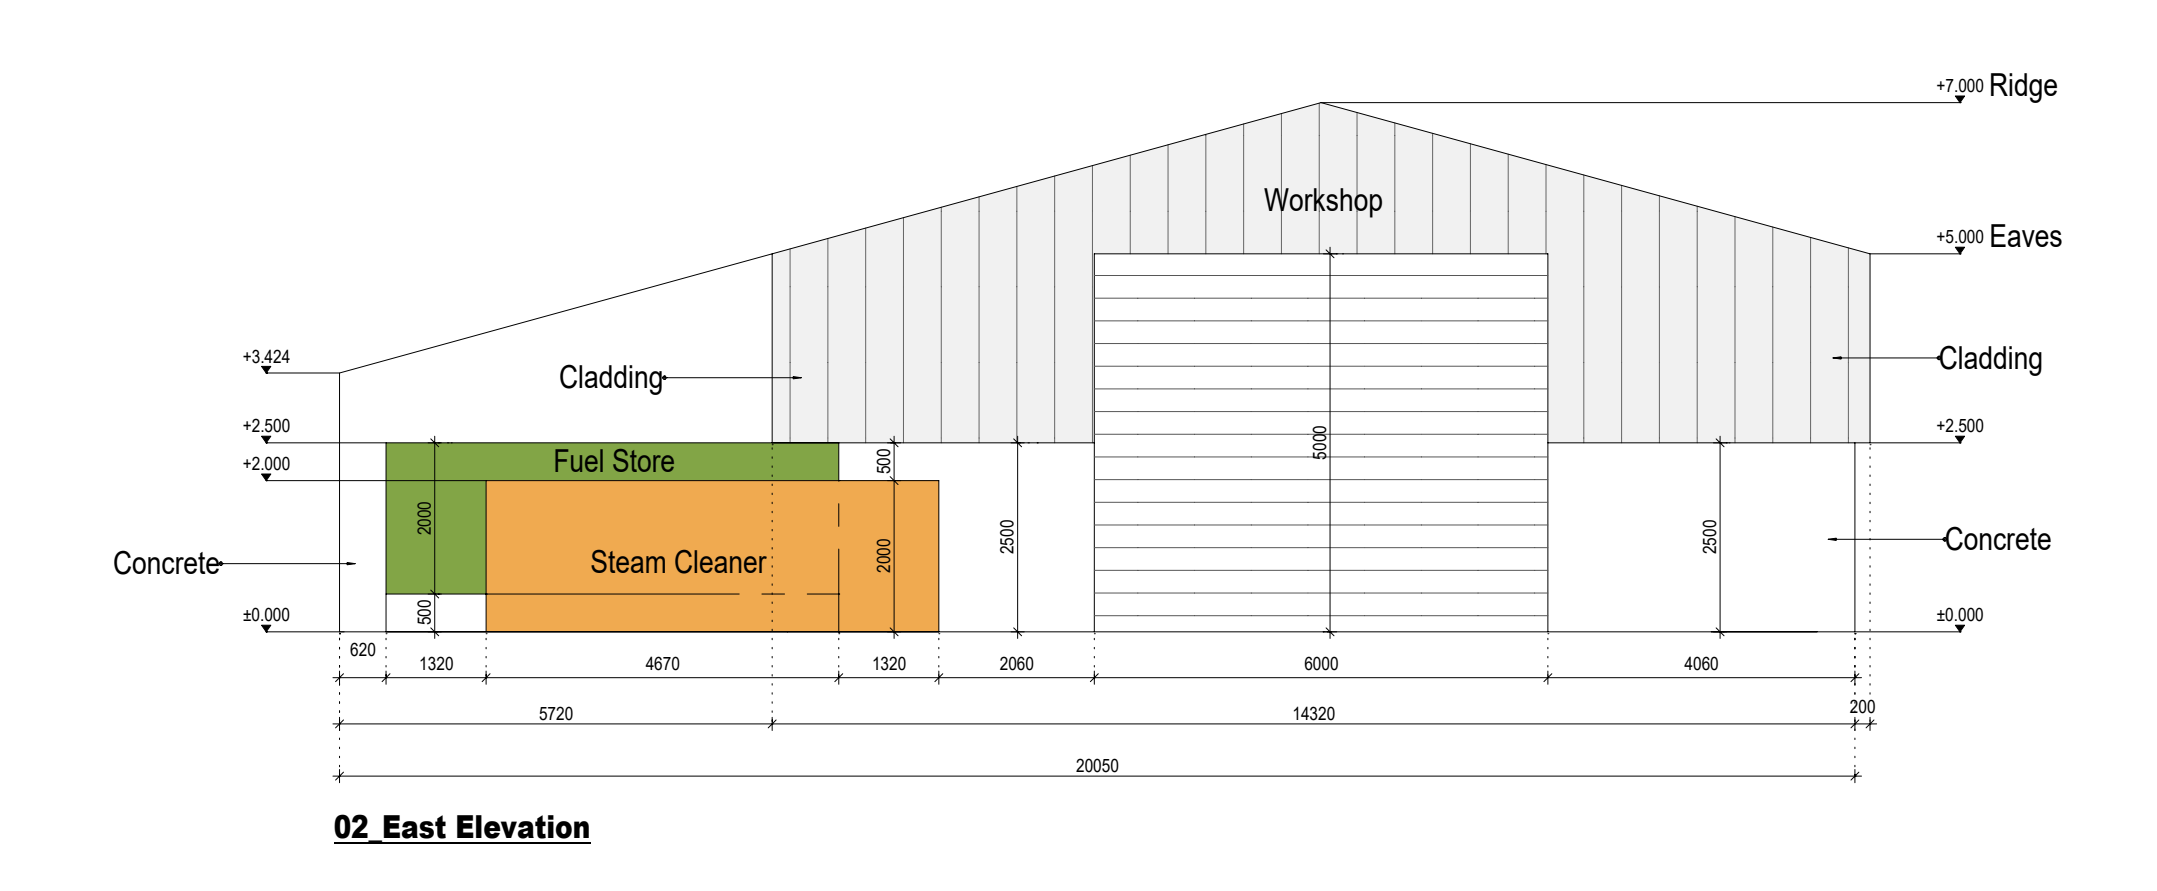 +7.000 Ridge
Workshop
+5.000 Eaves
+3.424
Cladding
Cladding
+2.500
+2.500
Fuel Store
500
+2.000
5000
2000
2500
2500
Concrete
Steam Cleaner
2000
Concrete
500
±0.000
±0.000
620
1320
4670
1320
2060
6000
4060
5720
14320
200
20050
02_East Elevation